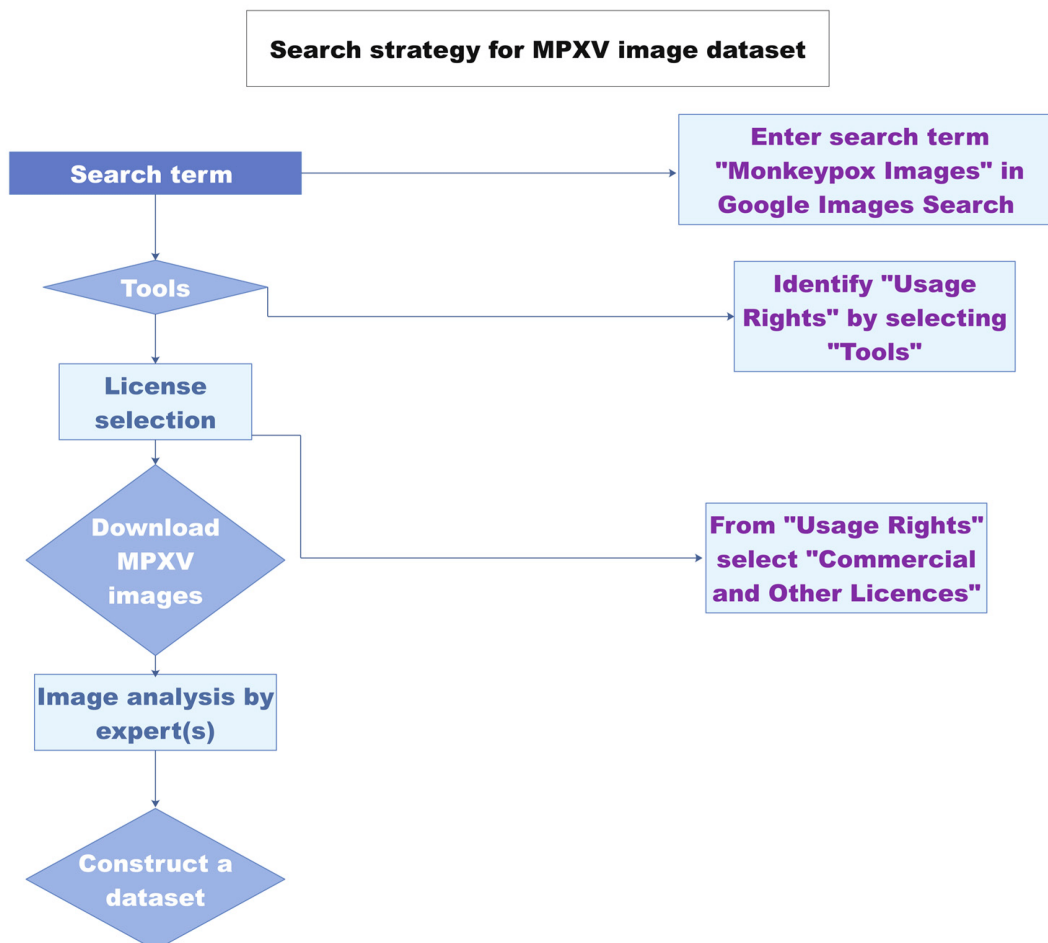 Search strategy for MPXV image dataset
Search term
Enter search term
"Monkeypox Images" in
Google Images Search
Tools
Identify "Usage
Rights" by selecting
"Tools"
License
selection
Download
MPXV
images
From "Usage Rights"
select "Commercial
and Other Licences"
Image analysis by
expert(s)
Construct a
dataset